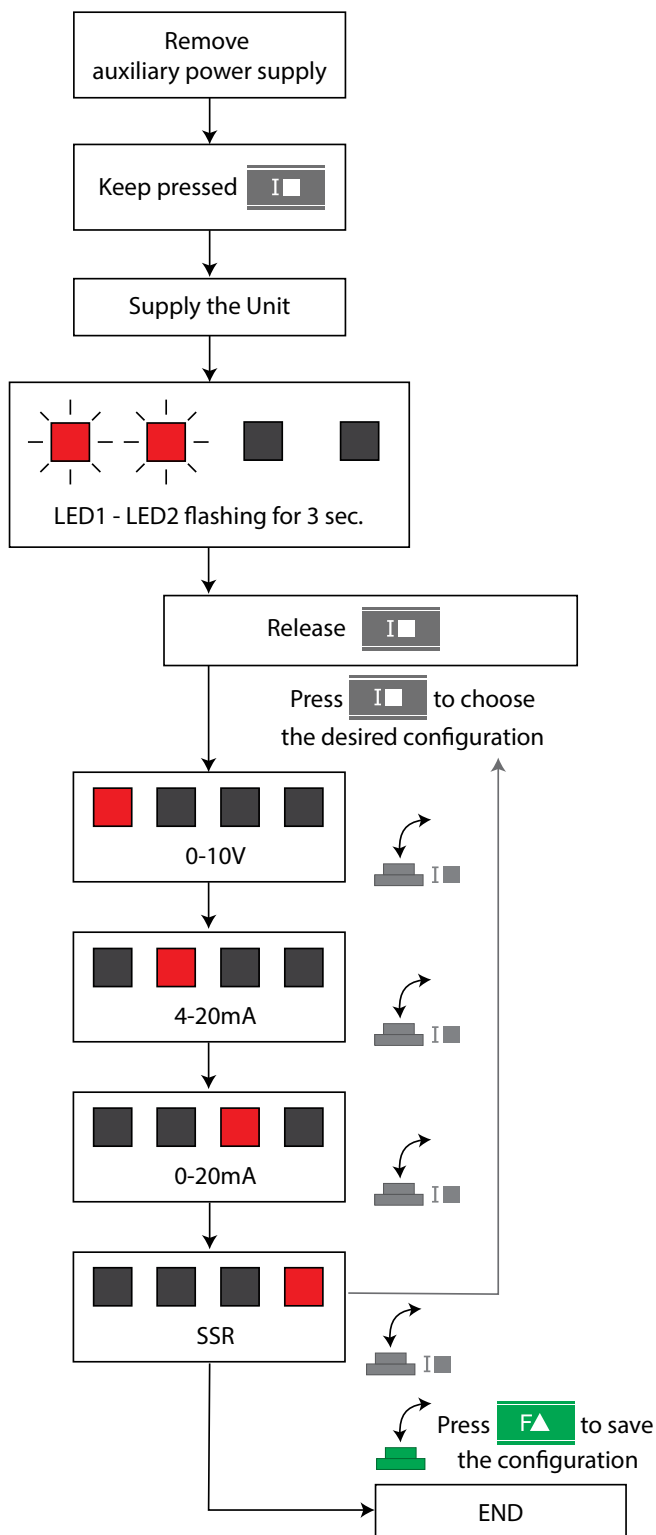 Remove
auxiliary power supply
Keep pressed I■
Supply the Unit
LED1 - LED2 flashing for 3 sec.
Release I■
Press I■ to choose
the desired configuration
0-10V
I■
4-20mA
I■
0-20mA
I■
SSR
I■
Press F▲ to save
the configuration
END